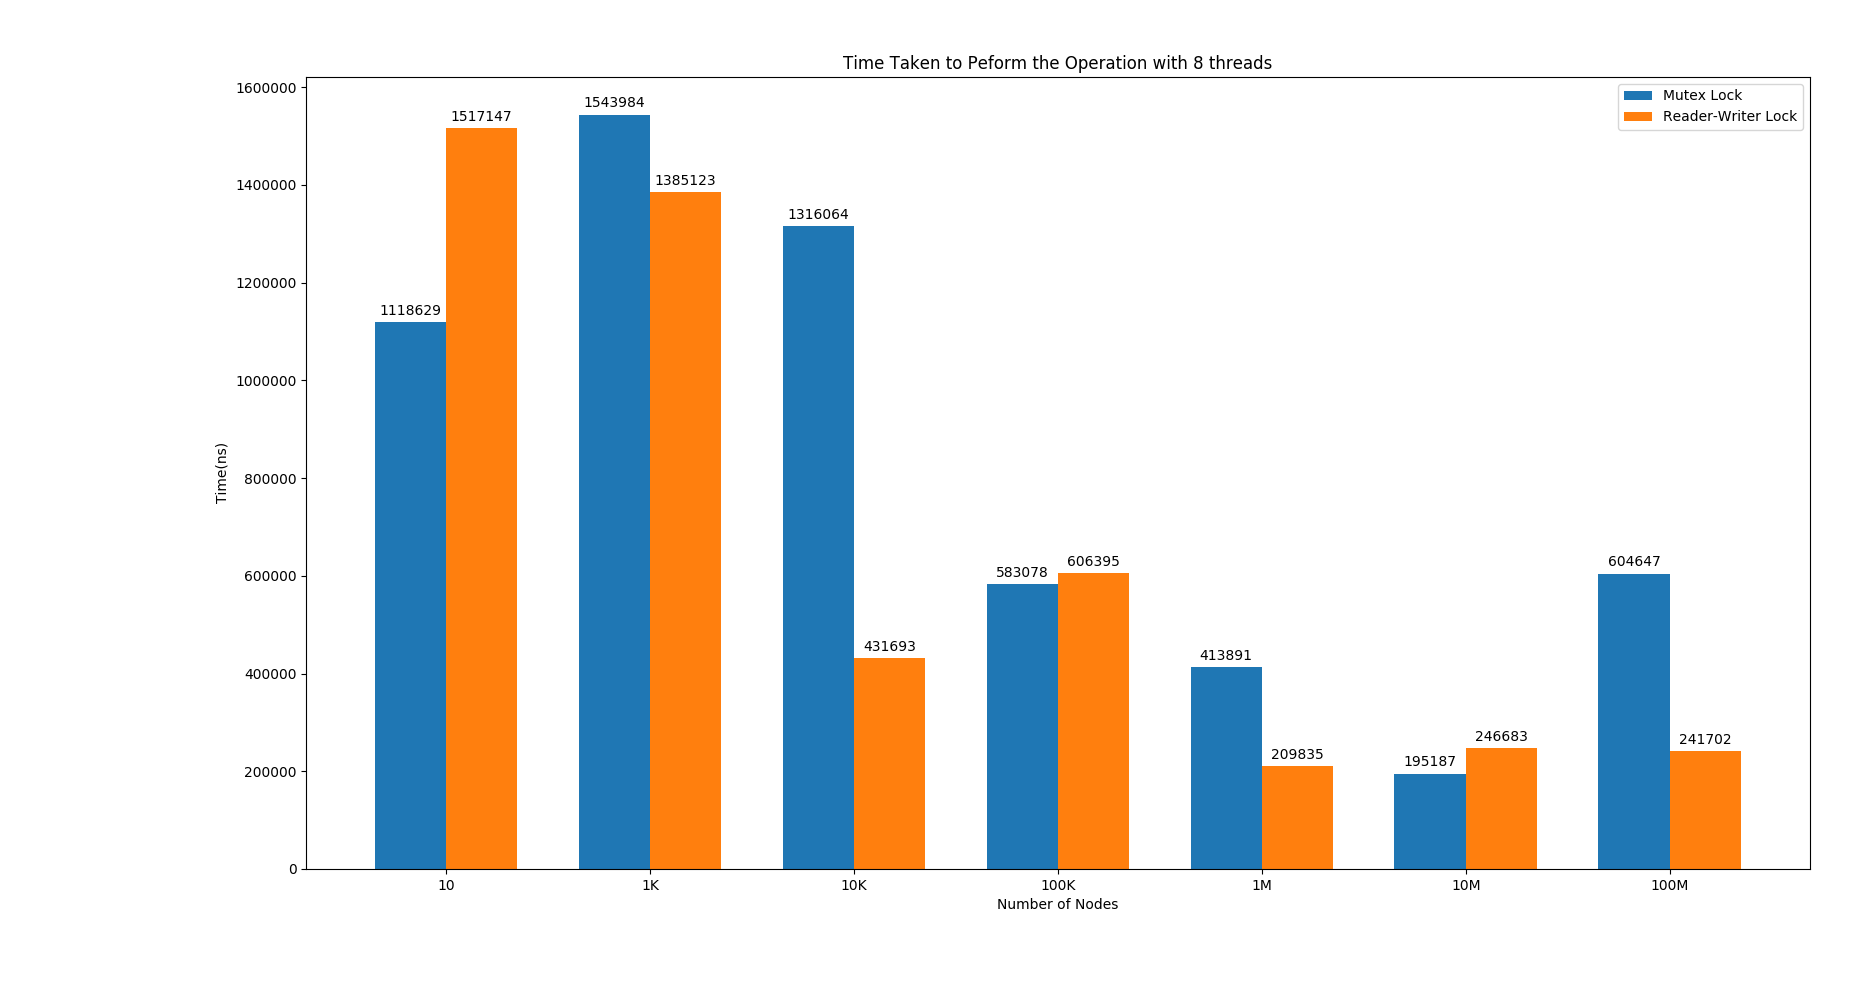 Time Taken to Peform the Operation with 8 threads
Mutex Lock
Reader-Writer Lock
1600000
1400000
1200000
1000000
800000
600000
400000
200000
0
Time(ns)
1118629
1517147
1543984
1385123
1316064
431693
583078
606395
413891
209835
195187
246683
604647
241702
10
1K
10K
100K
1M
10M
100M
Number of Nodes